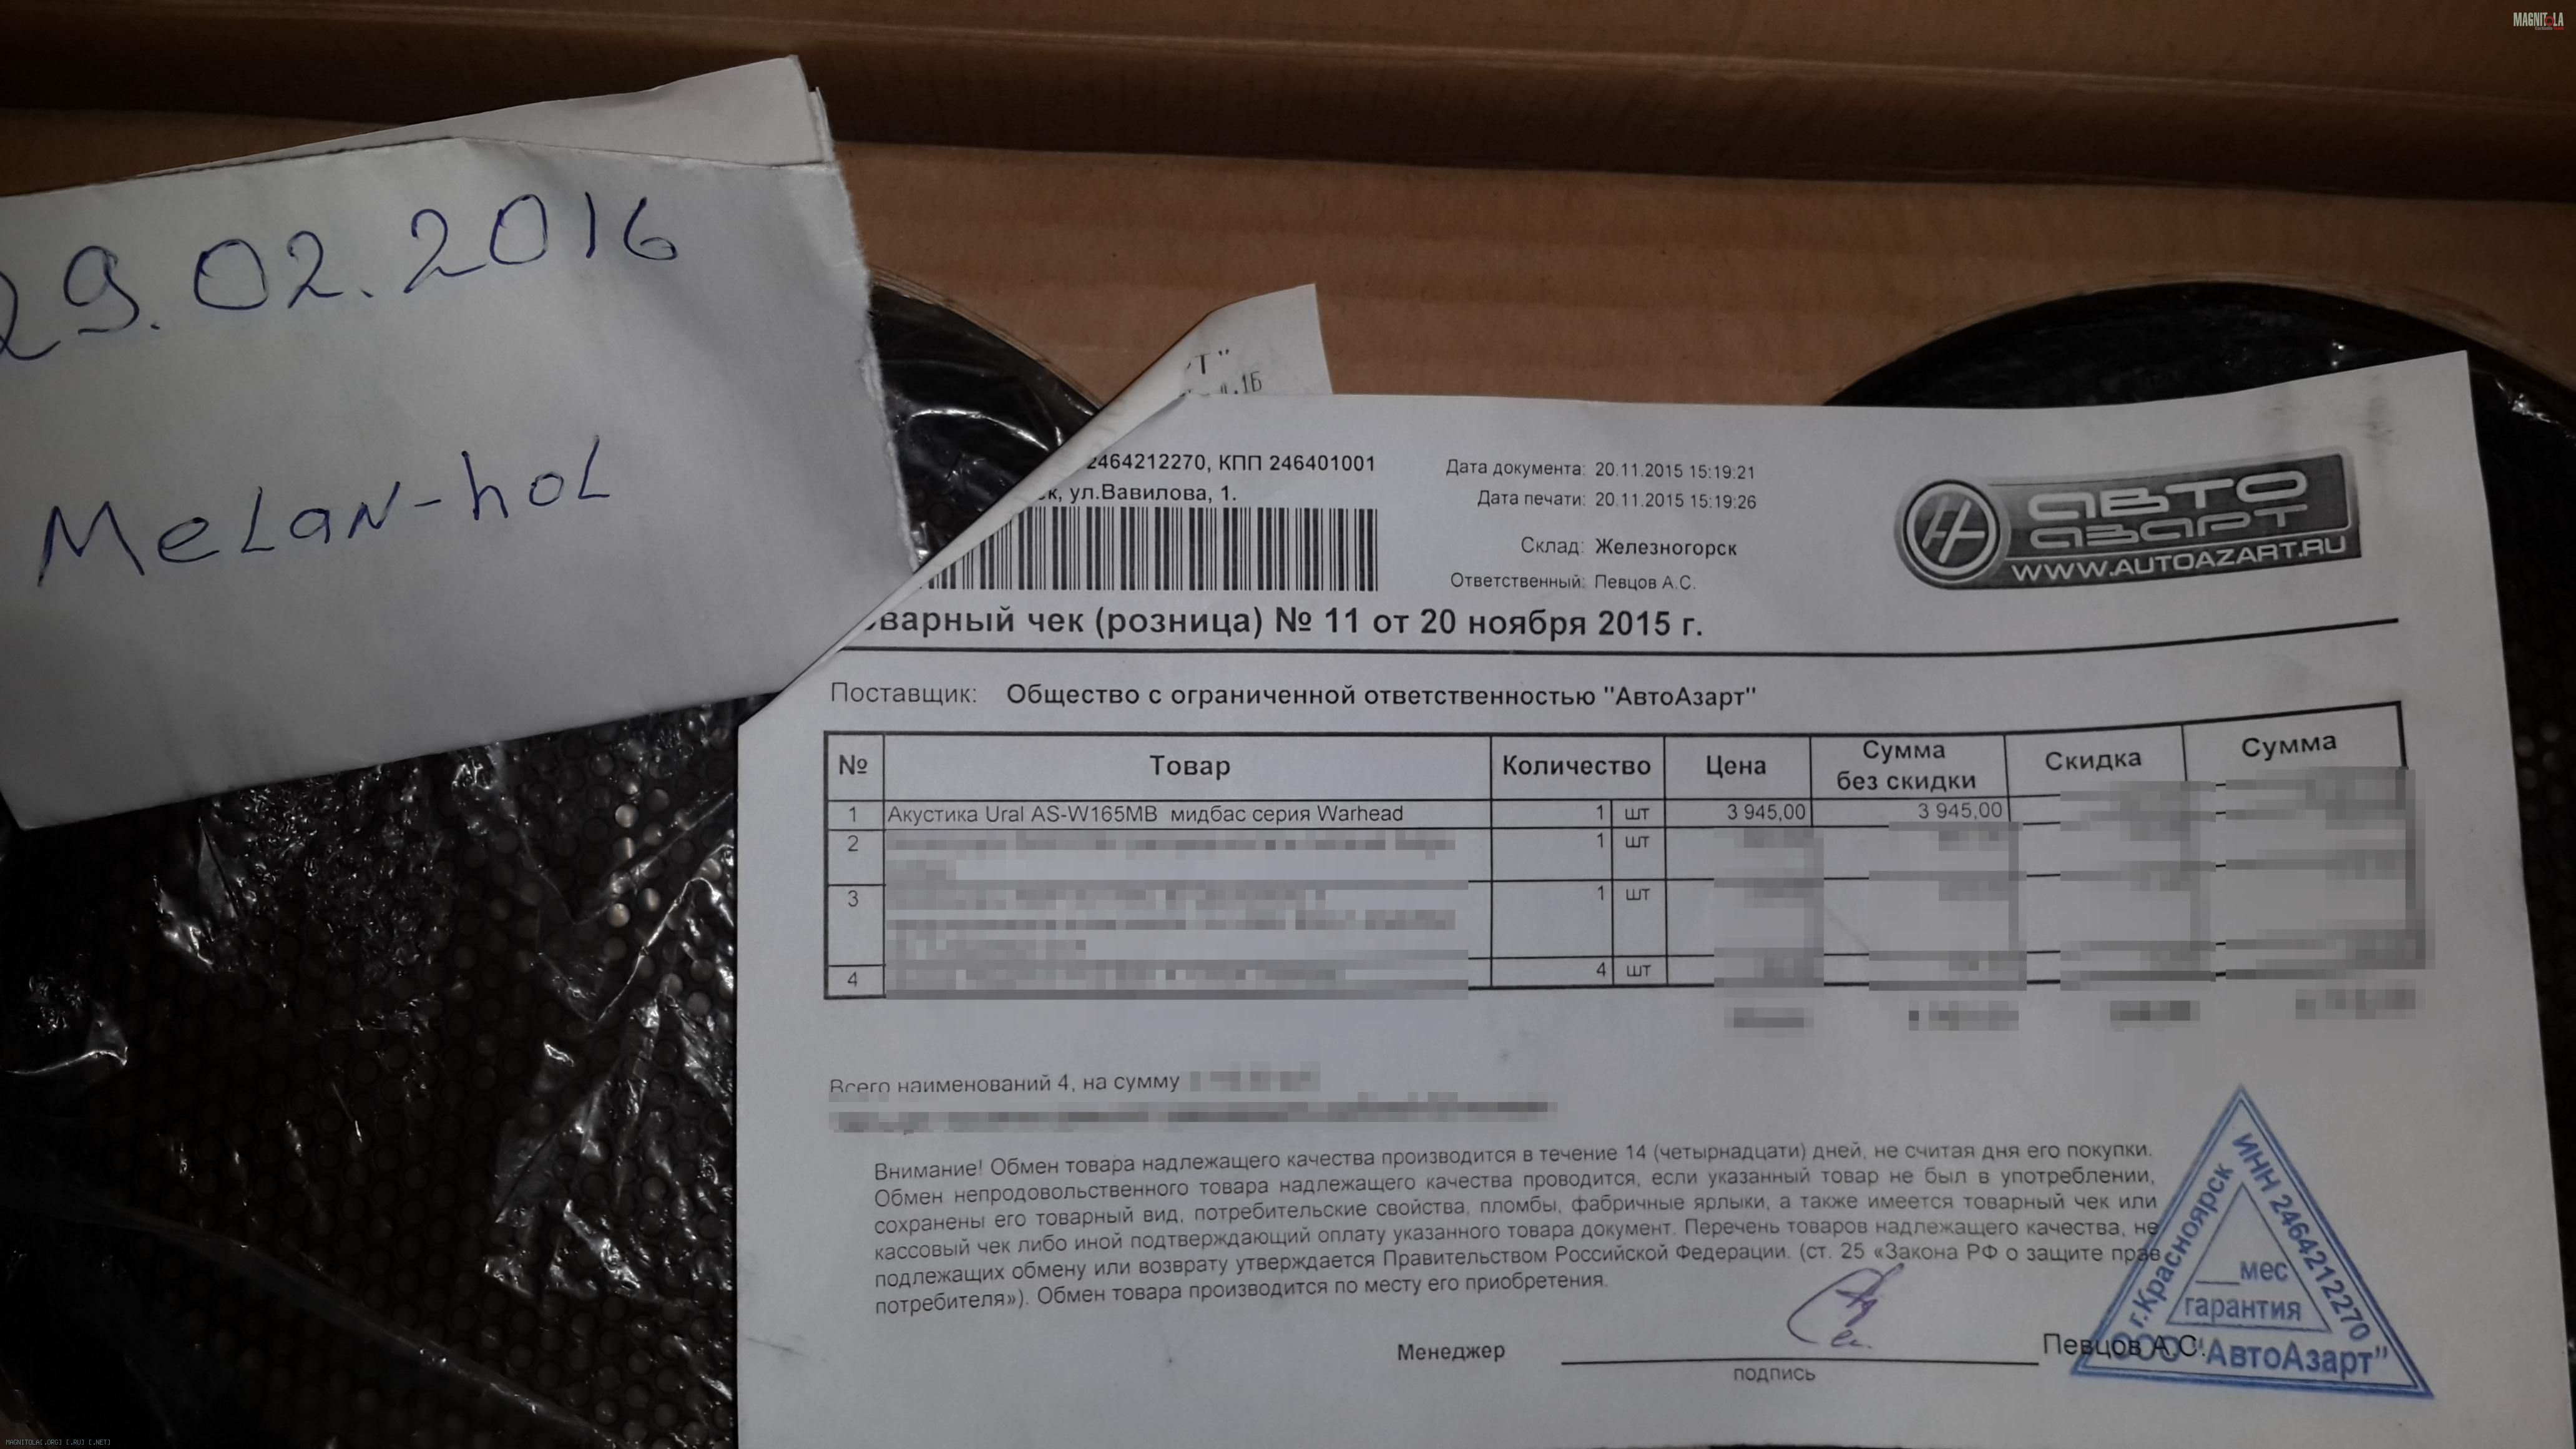 MAGNITOLA
29.02.2016
MeLaN-hoL
Т"
.1Б
2464212270, КПП 246401001
ск, ул.Вавилова, 1.
Дата документа: 20.11.2015 15:19:21
Дата печати: 20.11.2015 15:19:26
Склад: Железногорск
Ответственный: Певцов А.С.
АВТО
АЗАРТ
WWW.AUTOAZART.RU
оварный чек (розница) № 11 от 20 ноября 2015 г.
Поставщик: Общество с ограниченной ответственностью "АвтоАзарт"
№ Товар Количество Цена Сумма без скидки Скидка Сумма
1 Акустика Ural AS-W165MB мидбас серия Warhead 1 шт 3 945,00 3 945,00
2 1 шт
3 1 шт
4 4 шт
Всего наименований 4, на сумму
Внимание! Обмен товара надлежащего качества производится в течение 14 (четырнадцати) дней, не считая дня его покупки.
Обмен непродовольственного товара надлежащего качества проводится, если указанный товар не был в употреблении,
сохранены его товарный вид, потребительские свойства, пломбы, фабричные ярлыки, а также имеется товарный чек или
кассовый чек либо иной подтверждающий оплату указанного товара документ. Перечень товаров надлежащего качества, не
подлежащих обмену или возврату утверждается Правительством Российской Федерации. (ст. 25 «Закона РФ о защите прав
потребителя»). Обмен товара производится по месту его приобретения.
Менеджер
подпись
Певцов А.С.
г.Красноярск
ИНН 2464212270
___мес
гарантия
ООО "АвтоАзарт"
MAGNITOLA[.ORG] [.RU] [.NET]